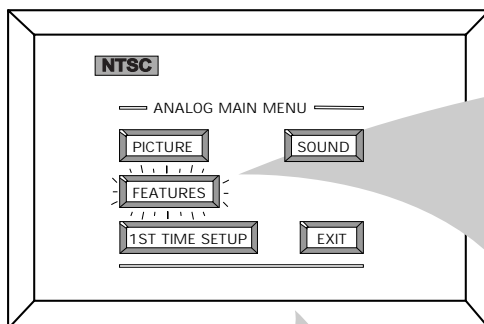 NTSC
ANALOG MAIN MENU
PICTURE SOUND
FEATURES
1ST TIME SETUP EXIT